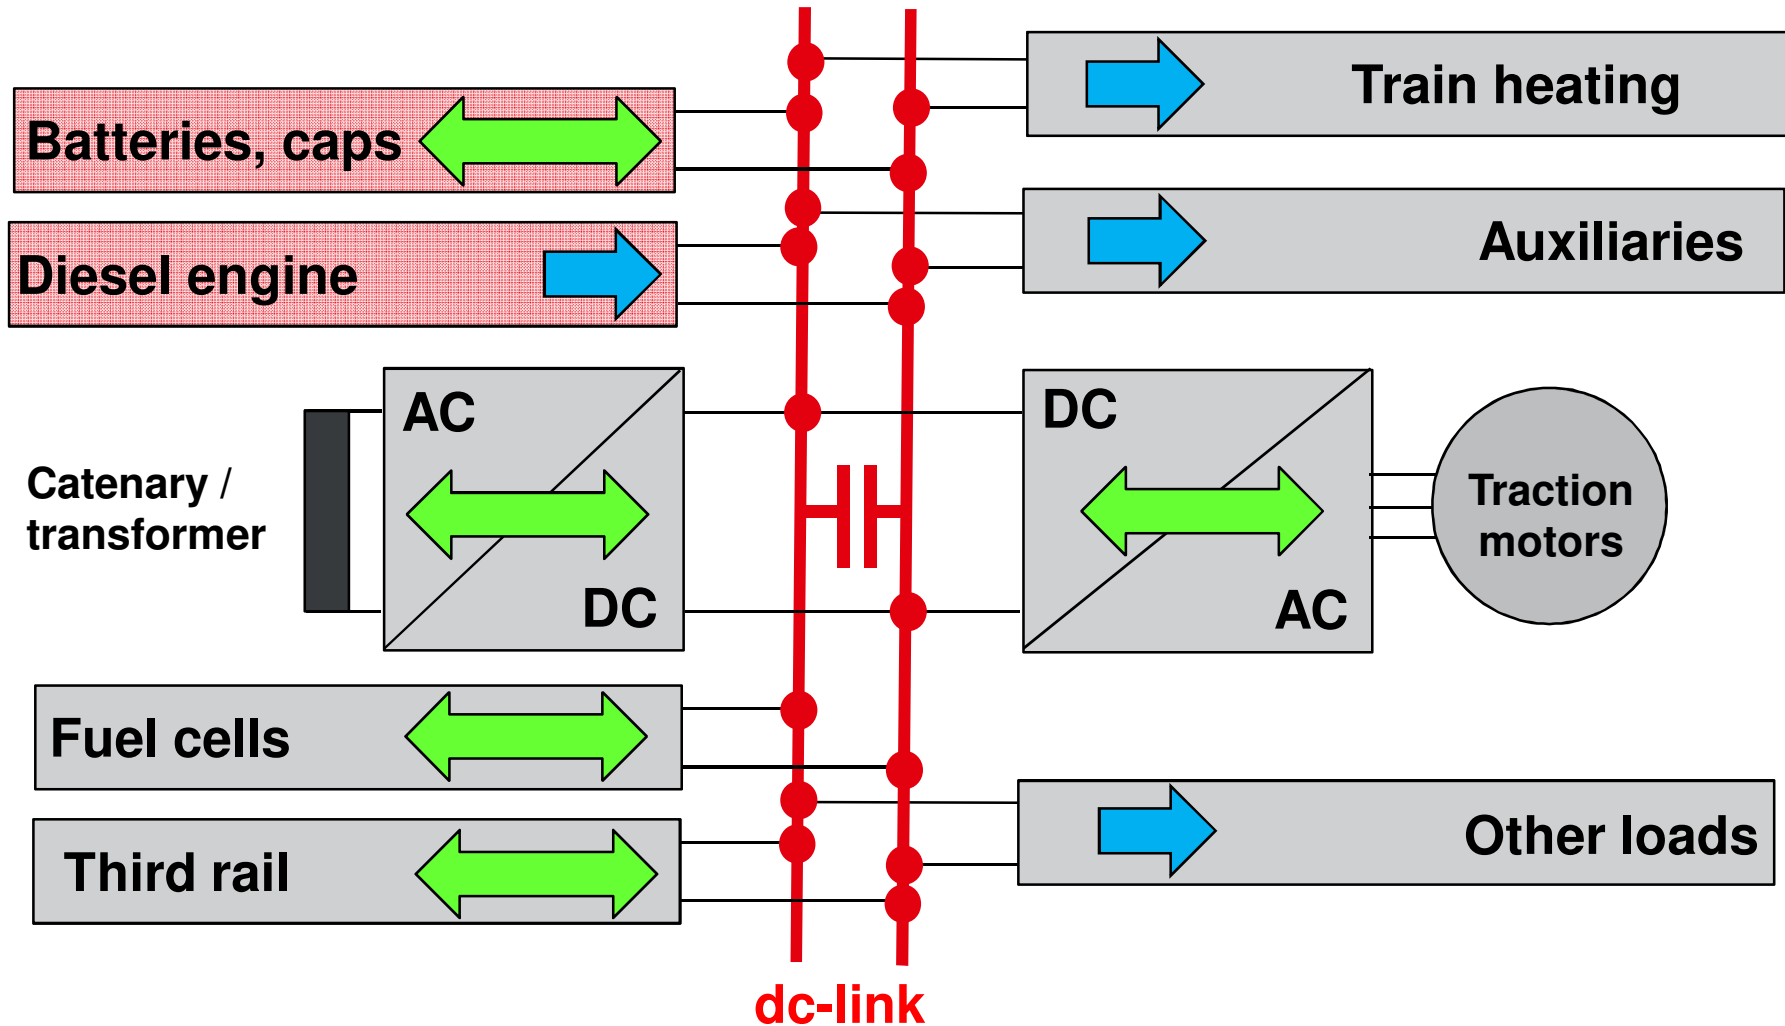 Batteries, caps
Diesel engine
AC
DC
Catenary /
transformer
Fuel cells
Third rail
Train heating
Auxiliaries
DC
AC
Traction
motors
Other loads
dc-link